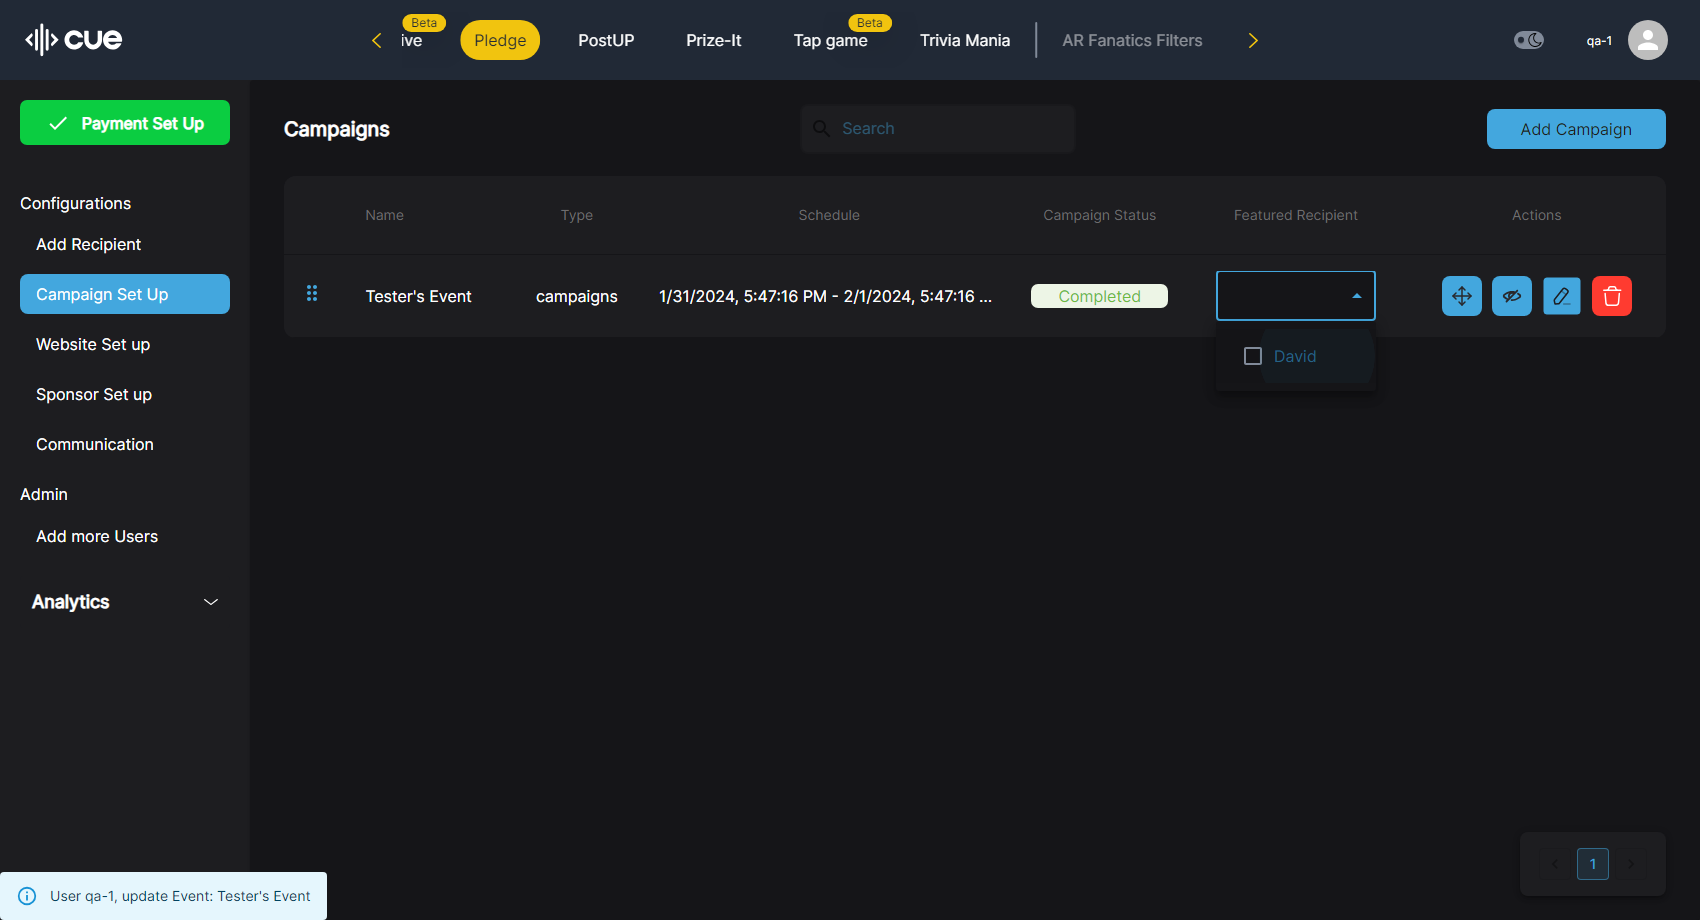 cue
Beta
ive
Pledge
PostUP
Prize-It
Beta
Tap game
Trivia Mania
AR Fanatics Filters
qa-1
Payment Set Up
Configurations
Add Recipient
Campaign Set Up
Website Set up
Sponsor Set up
Communication
Admin
Add more Users
Analytics
Campaigns
Search
Add Campaign
Name Type Schedule Campaign Status Featured Recipient Actions
Tester's Event campaigns 1/31/2024, 5:47:16 PM - 2/1/2024, 5:47:16 ... Completed
David
1
User qa-1, update Event: Tester's Event